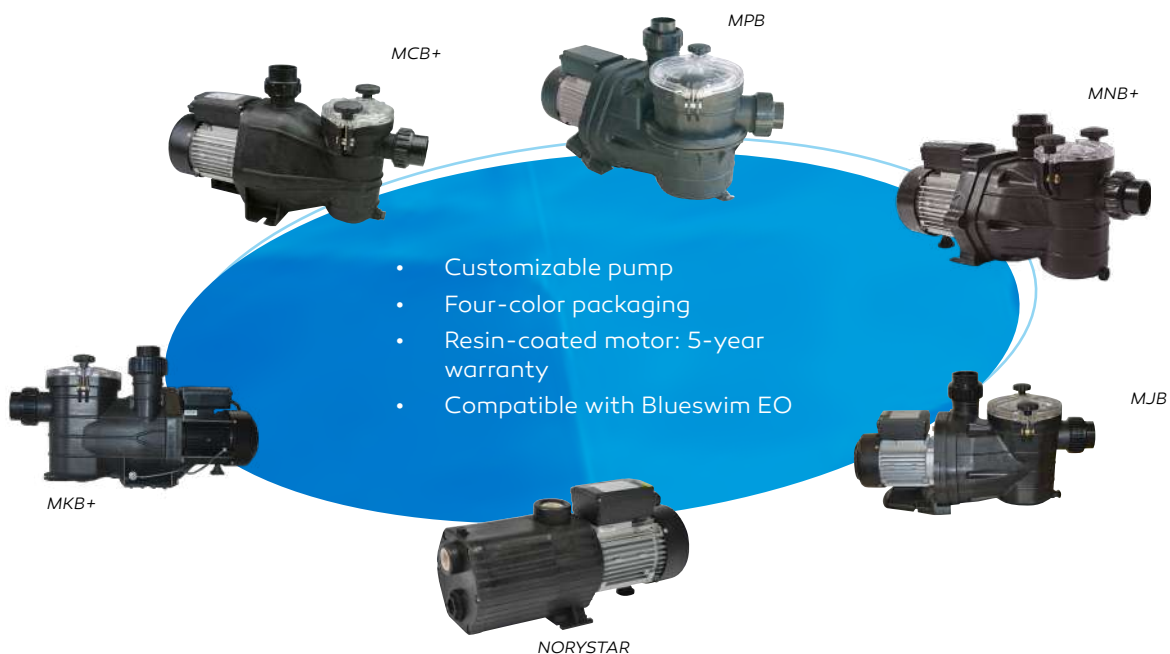 MPB
MCB+
MNB+
• Customizable pump
• Four-color packaging
• Resin-coated motor: 5-year
warranty
• Compatible with Blueswim EO
MJB
MKB+
NORYSTAR